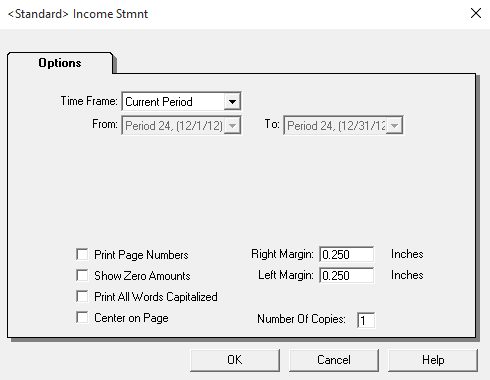 <Standard> Income Stmnt
Options
Time Frame: Current Period
From: Period 24, (12/1/12) To: Period 24, (12/31/12
Print Page Numbers Right Margin: 0.250 Inches
Show Zero Amounts Left Margin: 0.250 Inches
Print All Words Capitalized
Center on Page Number Of Copies: 1
OK Cancel Help